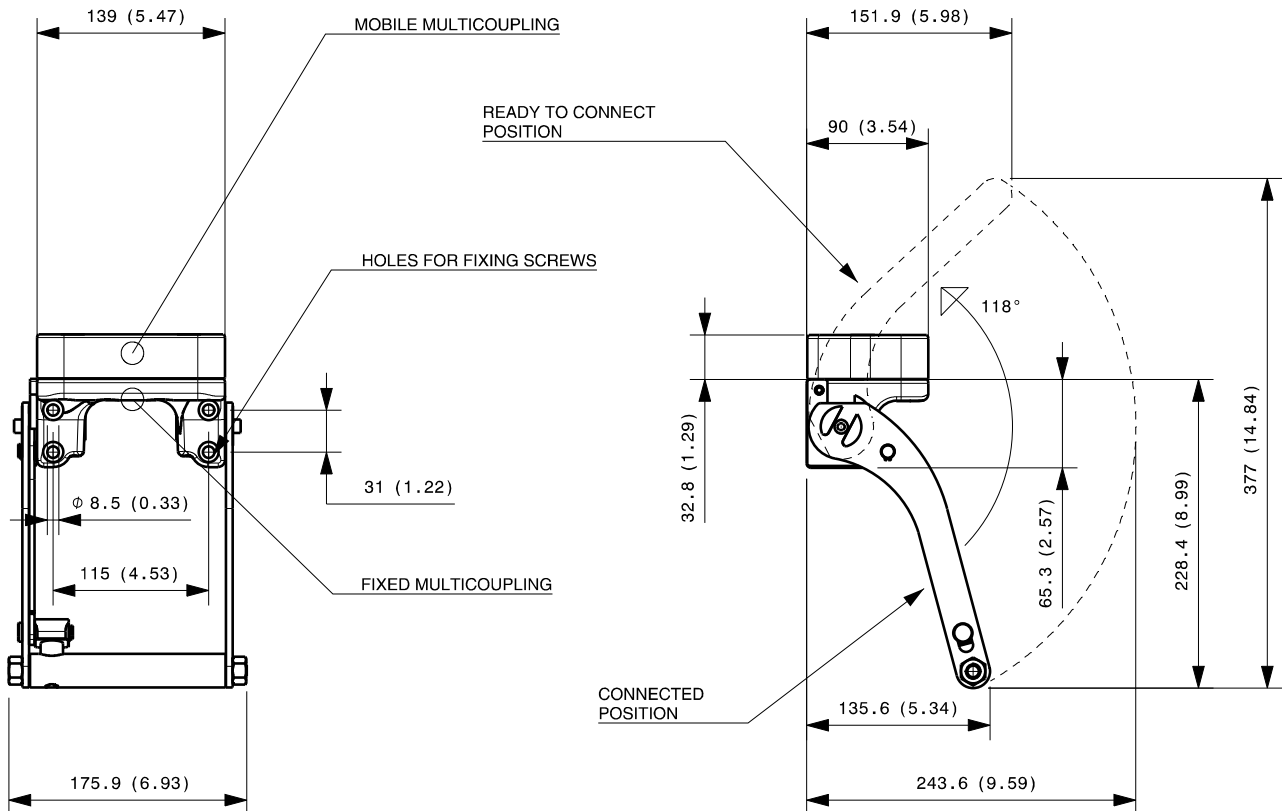 139 (5.47)
MOBILE MULTICOUPLING
151.9 (5.98)
READY TO CONNECT
POSITION
90 (3.54)
HOLES FOR FIXING SCREWS
118°
32.8 (1.29)
377 (14.84)
31 (1.22)
ϕ 8.5 (0.33)
65.3 (2.57)
228.4 (8.99)
115 (4.53)
FIXED MULTICOUPLING
CONNECTED
POSITION
135.6 (5.34)
175.9 (6.93)
243.6 (9.59)